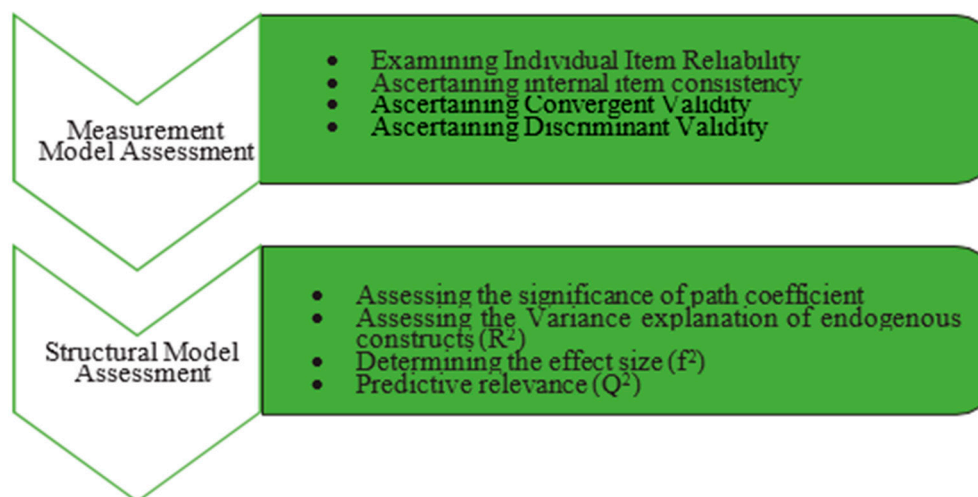 Measurement
Model Assessment
• Examining Individual Item Reliability
• Ascertaining internal item consistency
• Ascertaining Convergent Validity
• Ascertaining Discriminant Validity
Structural Model
Assessment
• Assessing the significance of path coefficient
• Assessing the Variance explanation of endogenous
constructs (R²)
• Determining the effect size (f²)
• Predictive relevance (Q²)